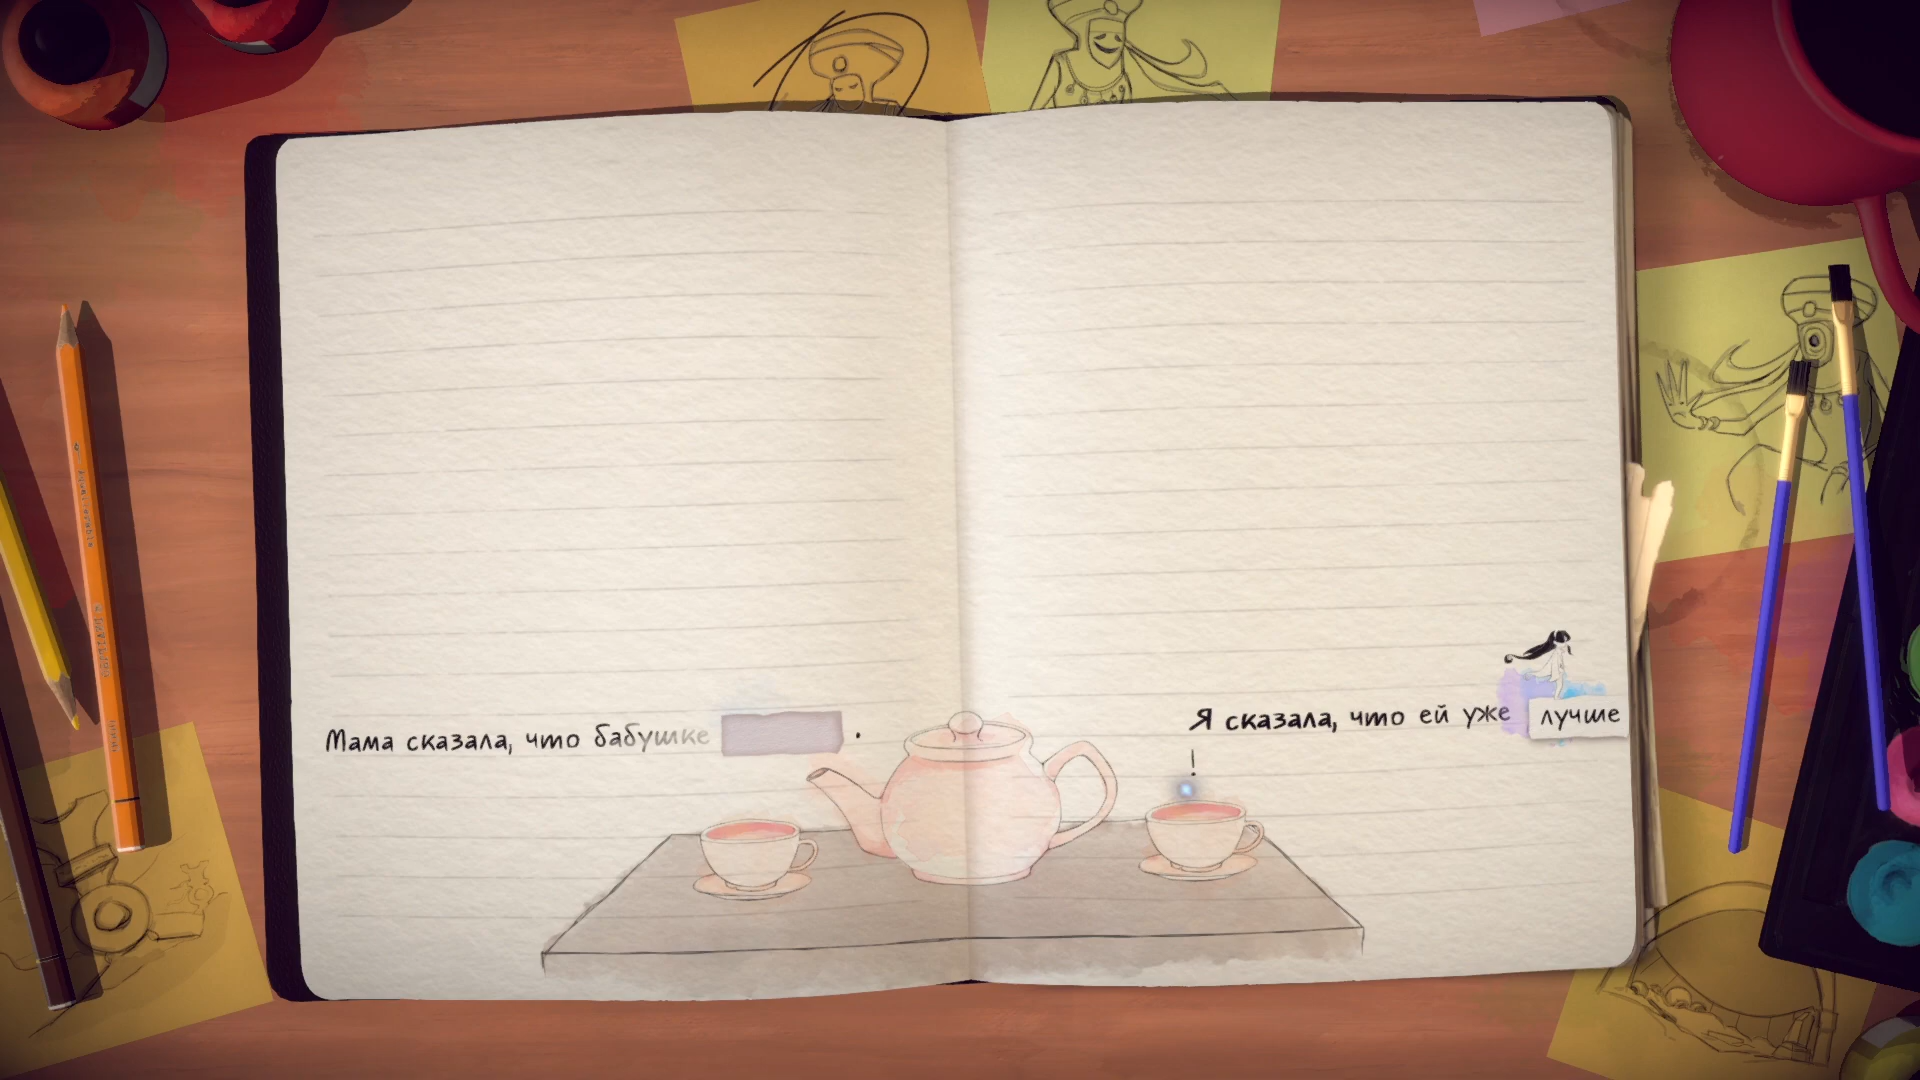 Мама сказала, что бабушке .
Я сказала, что ей уже лучше
!